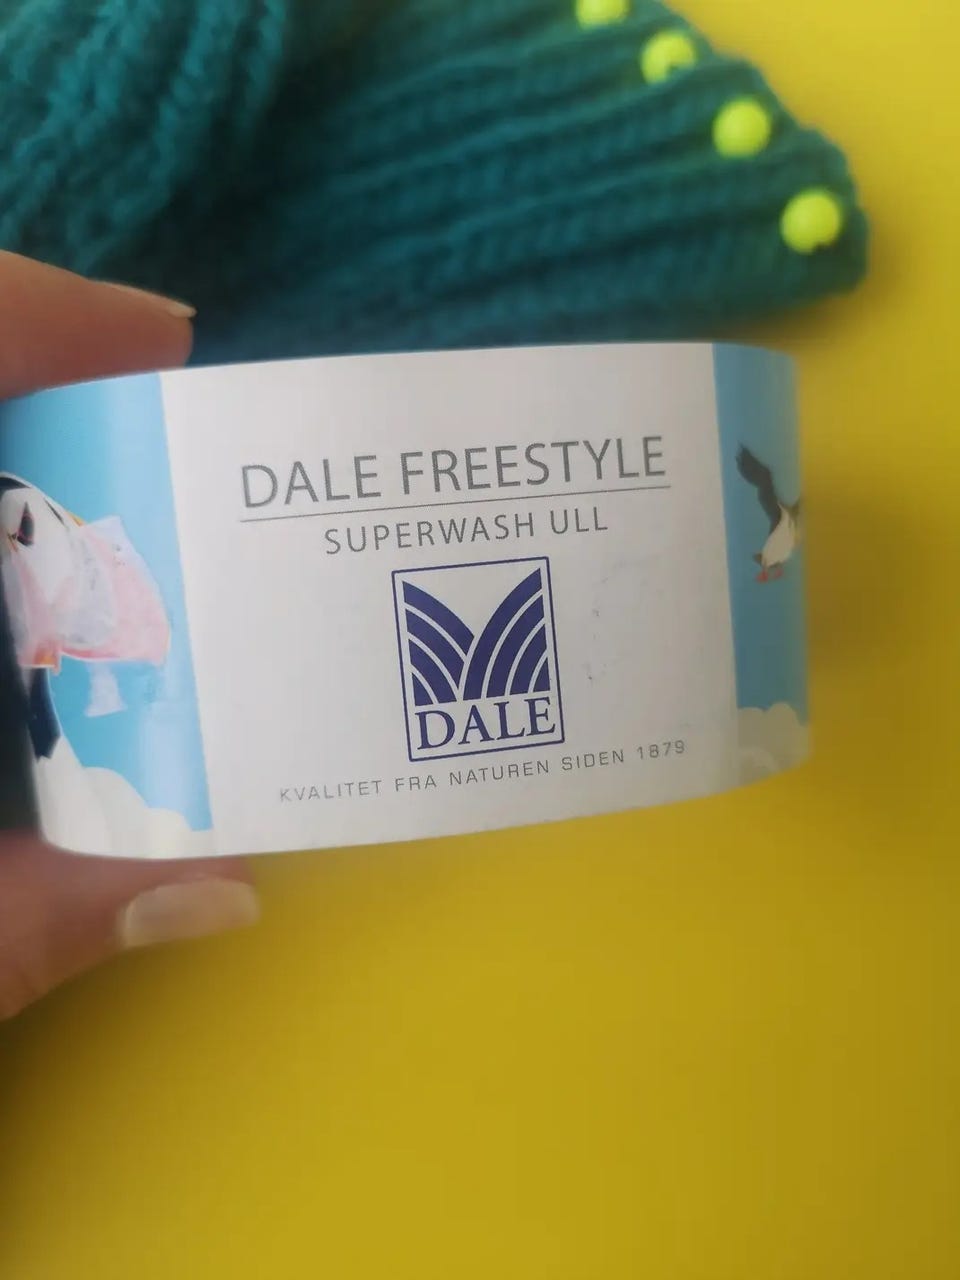 DALE FREESTYLE
SUPERWASH ULL
DALE
KVALITET FRA NATUREN SIDEN 1879